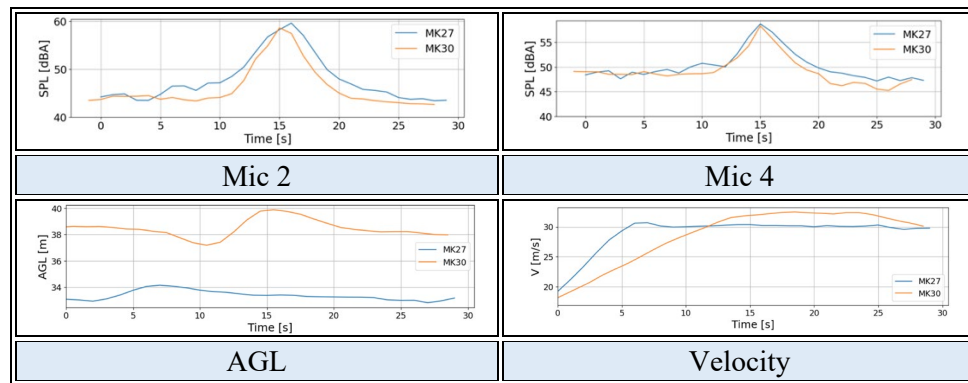 60
50
40
SPL [dBA]
0 5 10 15 20 25 30
Time [s]
MK27
MK30
55
50
45
40
SPL [dBA]
0 5 10 15 20 25 30
Time [s]
MK27
MK30
Mic 2
Mic 4
40
38
36
34
AGL [m]
0 5 10 15 20 25 30
Time [s]
MK27
MK30
30
25
20
V [m/s]
0 5 10 15 20 25 30
Time [s]
MK27
MK30
AGL
Velocity